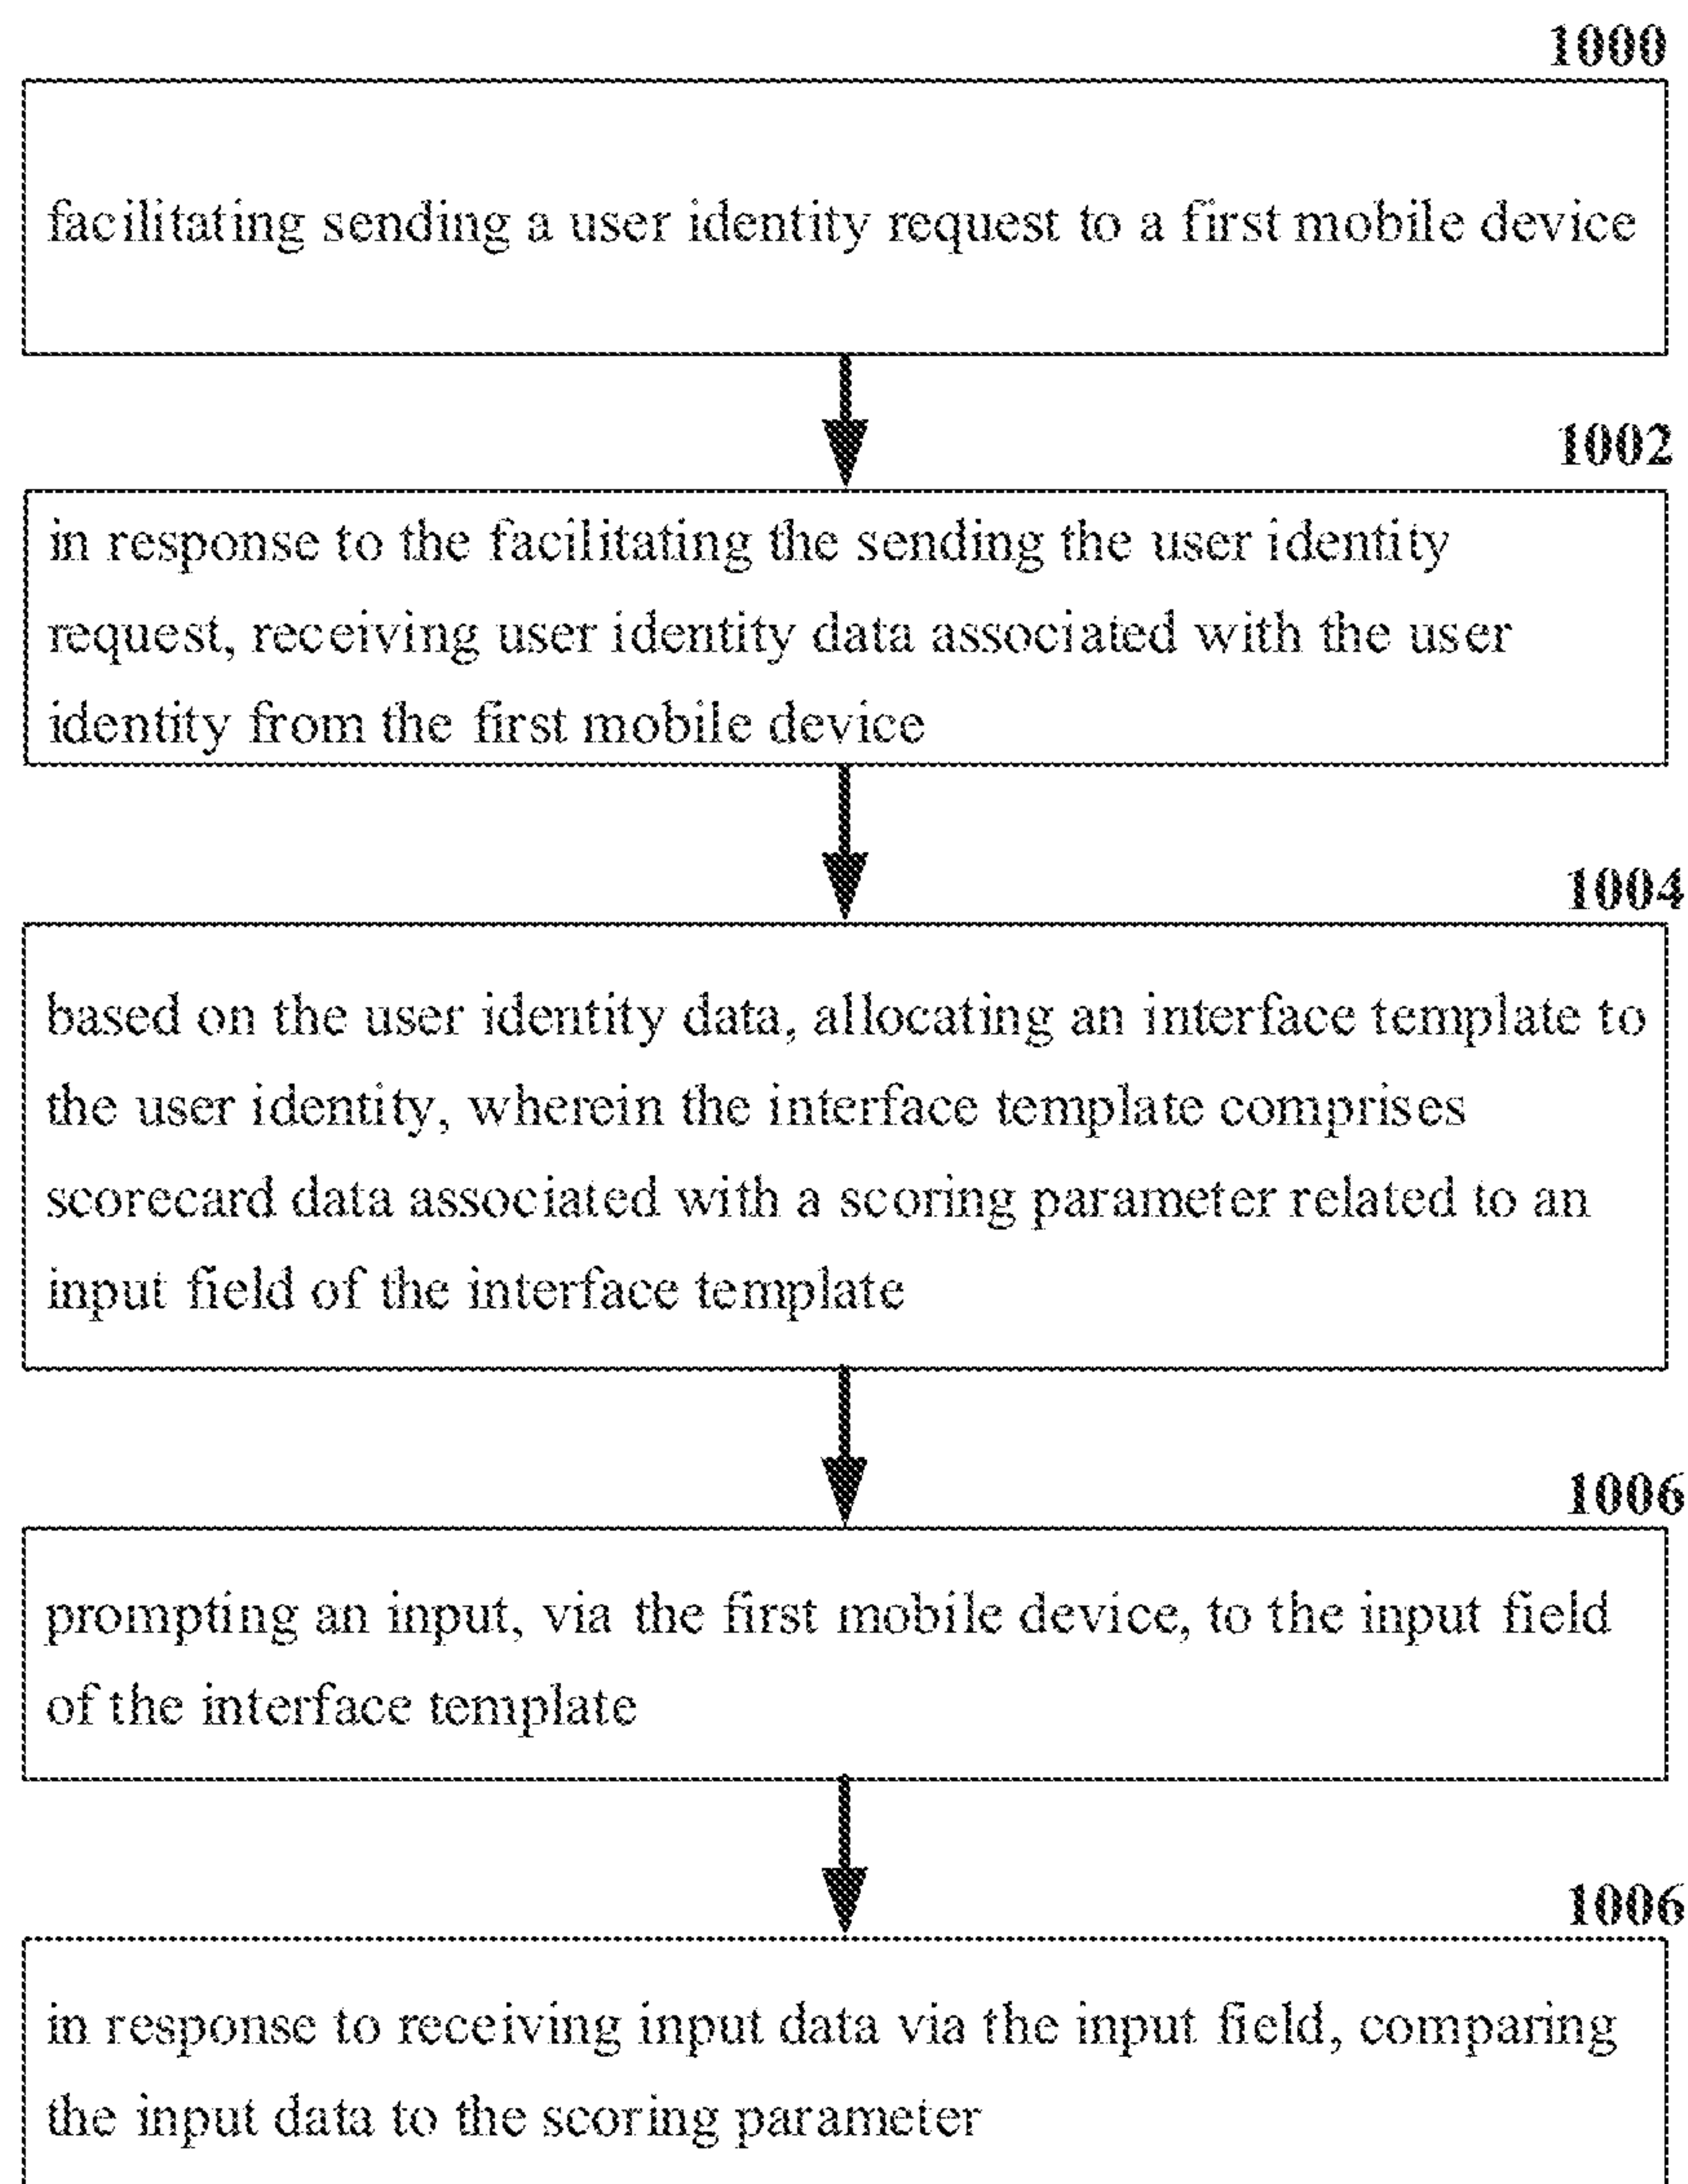 1000
facilitating sending a user identity request to a first mobile device
1002
in response to the facilitating the sending the user identity
request, receiving user identity data associated with the user
identity from the first mobile device
1004
based on the user identity data, allocating an interface template to
the user identity, wherein the interface template comprises
scorecard data associated with a scoring parameter related to an
input field of the interface template
1006
prompting an input, via the first mobile device, to the input field
of the interface template
1006
in response to receiving input data via the input field, comparing
the input data to the scoring parameter